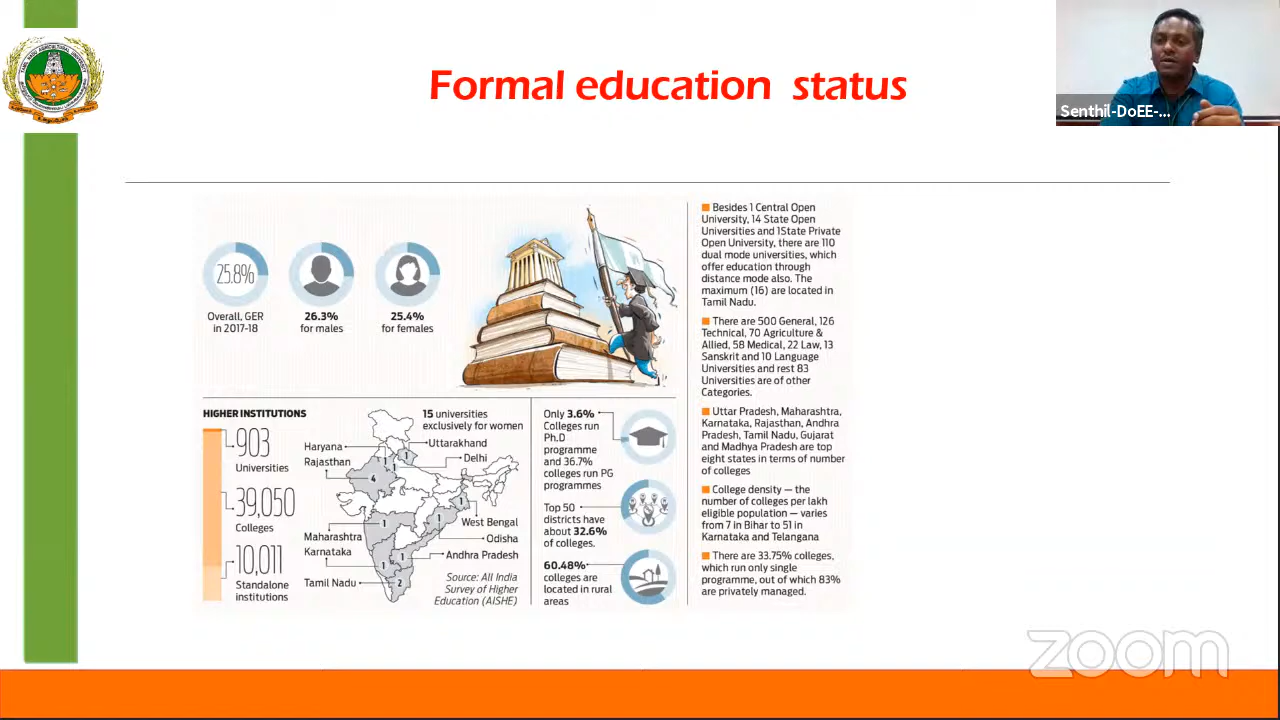 Formal education status
Senthil-DoEE-...
25.8%
Overall, GER
in 2017-18
26.3%
for males
25.4%
for females
HIGHER INSTITUTIONS
903
Universities
39,050
Colleges
10,011
Standalone
institutions
15 universities
exclusively for women
Haryana
Rajasthan
Uttarakhand
Delhi
1
1
1
4
1
1
1
1
1
2
West Bengal
Odisha
Maharashtra
Karnataka
Andhra Pradesh
Tamil Nadu
Source: All India
Survey of Higher
Education (AISHE)
Only 3.6%
Colleges run
Ph.D
programme
and 36.7%
colleges run PG
programmes
Top 50
districts have
about 32.6%
of colleges.
60.48%
colleges are
located in rural
areas
Besides 1 Central Open
University, 14 State Open
Universities and 1State Private
Open University, there are 110
dual mode universities, which
offer education through
distance mode also. The
maximum (16) are located in
Tamil Nadu.
There are 500 General, 126
Technical, 70 Agriculture &
Allied, 58 Medical, 22 Law, 13
Sanskrit and 10 Language
Universities and rest 83
Universities are of other
Categories.
Uttar Pradesh, Maharashtra,
Karnataka, Rajasthan, Andhra
Pradesh, Tamil Nadu, Gujarat
and Madhya Pradesh are top
eight states in terms of number
of colleges
College density — the
number of colleges per lakh
eligible population — varies
from 7 in Bihar to 51 in
Karnataka and Telangana
There are 33.75% colleges,
which run only single
programme, out of which 83%
are privately managed.
zoom